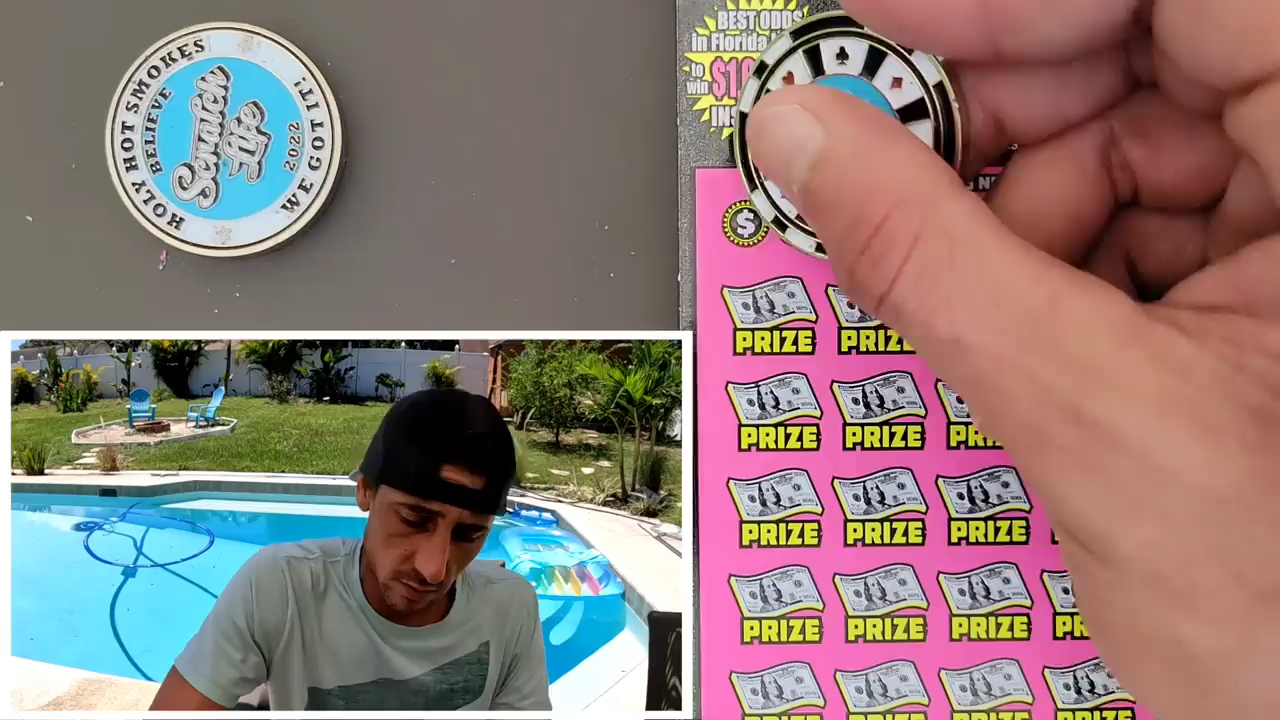 HOLY HOT SMOKES
BELIEVE
Scratch
Life
2022
WE GOT IT!
BEST ODDS
in Florida
to
win
$
PRIZE PRIZE
PRIZE PRIZE
PRIZE PRIZE PRIZE
PRIZE PRIZE PRIZE
PRIZE PRIZE PRIZE PRIZE